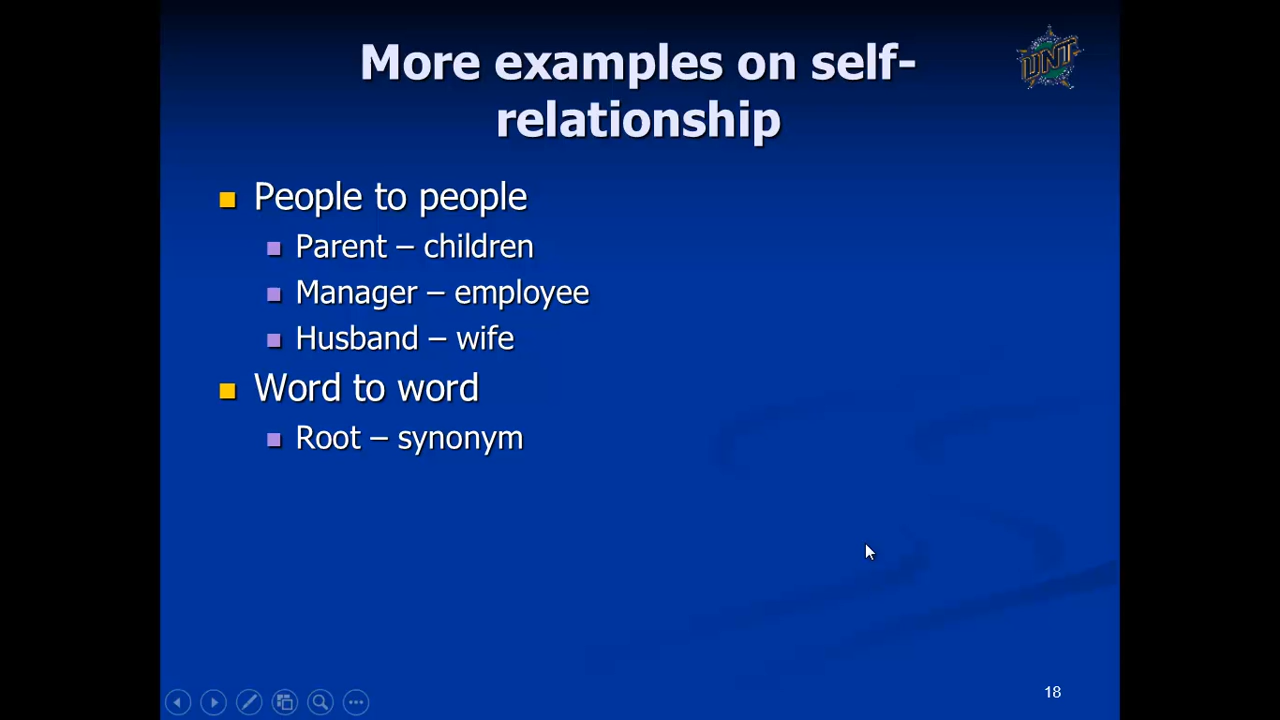 More examples on self-
relationship
UNT
People to people
Parent – children
Manager – employee
Husband – wife
Word to word
Root – synonym
18